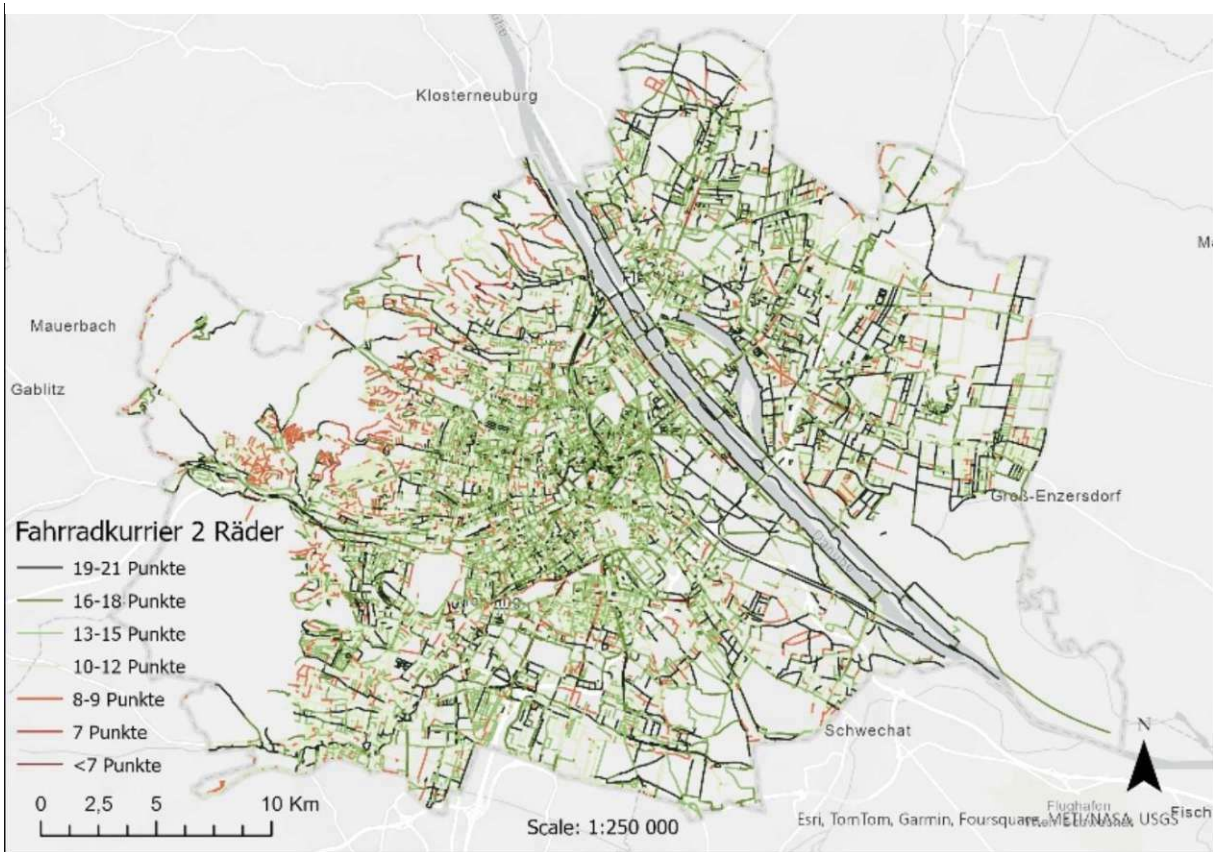 Klosterneuburg
Mauerbach
Gablitz
Groß-Enzersdorf
Fahrradkurrier 2 Räder
19-21 Punkte
16-18 Punkte
13-15 Punkte
10-12 Punkte
8-9 Punkte
7 Punkte
<7 Punkte
Schwechat
N
0 2,5 5 10 Km
Scale: 1:250 000
Flughafen
Esri, TomTom, Garmin, Foursquare, METI/NASA, USGS
Fisch